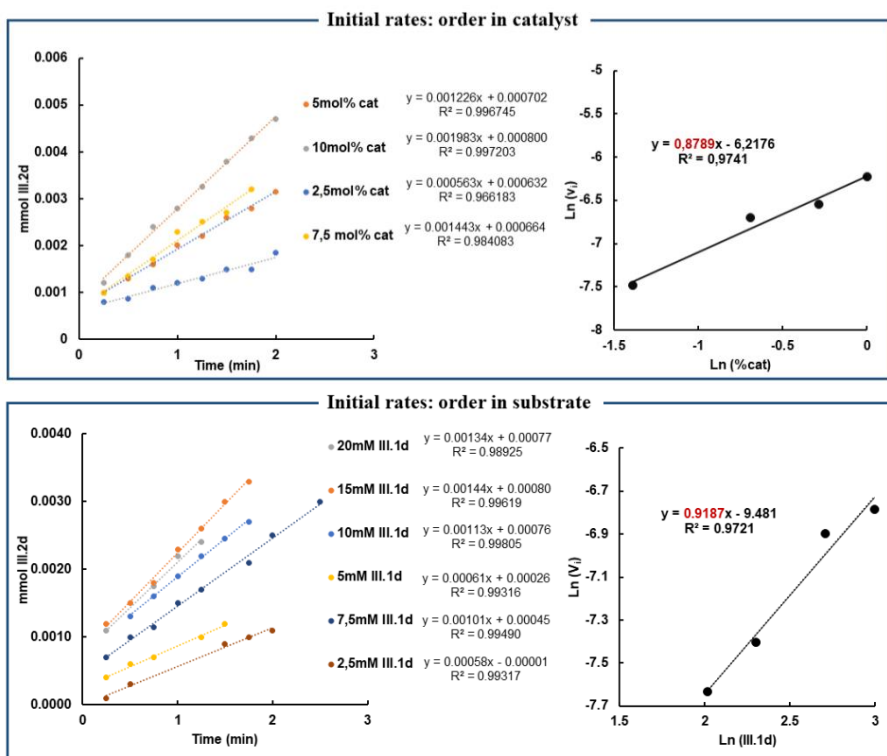 Initial rates: order in catalyst
mmol III.2d
0.006
0.005
0.004
0.003
0.002
0.001
0
0
1
2
3
Time (min)
5mol% cat
y = 0.001226x + 0.000702
R² = 0.996745
10mol% cat
y = 0.001983x + 0.000800
R² = 0.997203
2,5mol% cat
y = 0.000563x + 0.000632
R² = 0.966183
7,5 mol% cat
y = 0.001443x + 0.000664
R² = 0.984083
Ln (vᵢ)
-5
-5.5
-6
-6.5
-7
-7.5
-8
-1.5
-1
-0.5
0
Ln (%cat)
y = 0,8789x - 6,2176
R² = 0,9741
Initial rates: order in substrate
mmol III.2d
0.0040
0.0030
0.0020
0.0010
0.0000
0
1
2
3
Time (min)
20mM III.1d
y = 0.00134x + 0.00077
R² = 0.98925
15mM III.1d
y = 0.00144x + 0.00080
R² = 0.99619
10mM III.1d
y = 0.00113x + 0.00076
R² = 0.99805
5mM III.1d
y = 0.00061x + 0.00026
R² = 0.99316
7,5mM III.1d
y = 0.00101x + 0.00045
R² = 0.99490
2,5mM III.1d
y = 0.00058x - 0.00001
R² = 0.99317
Ln (Vᵢ)
-6.5
-6.7
-6.9
-7.1
-7.3
-7.5
-7.7
1.5
2
2.5
3
Ln (III.1d)
y = 0.9187x - 9.481
R² = 0.9721